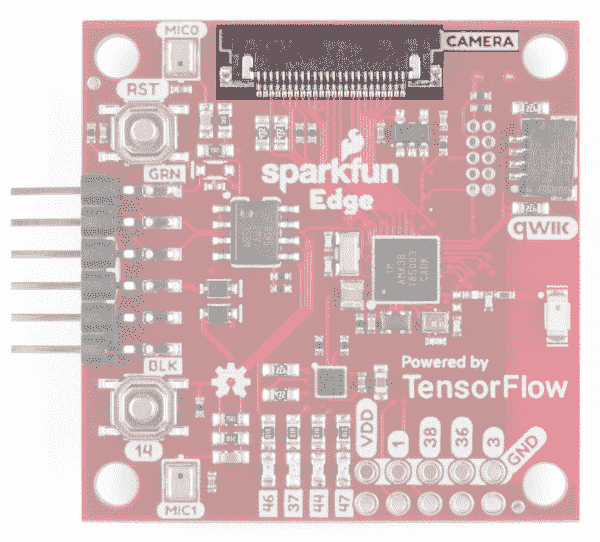 MIC0
CAMERA
RST
GRN
sparkfun
Edge
qwiic
AMA3B
BLK
Powered by
TensorFlow
14
VDD
1
38
36
3
GND
46
37
44
47
MIC1